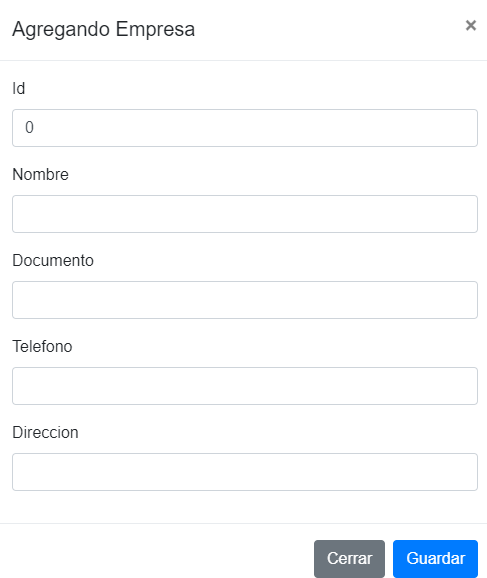 Agregando Empresa ×
Id
0
Nombre
Documento
Telefono
Direccion
Cerrar Guardar